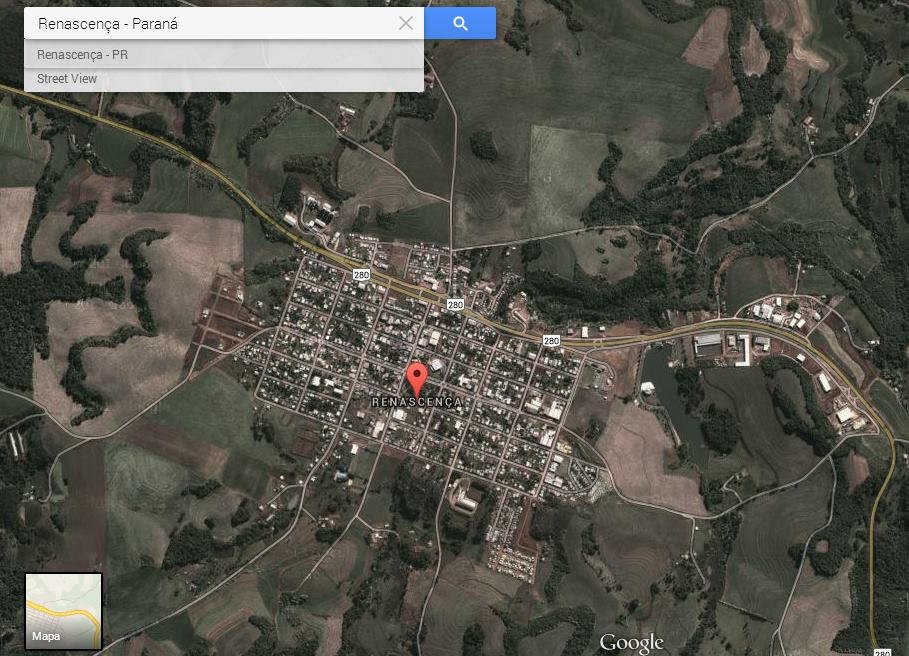 Renascença - Paraná
Renascença - PR
Street View
280
280
280
RENASCENÇA
Mapa
Google
280